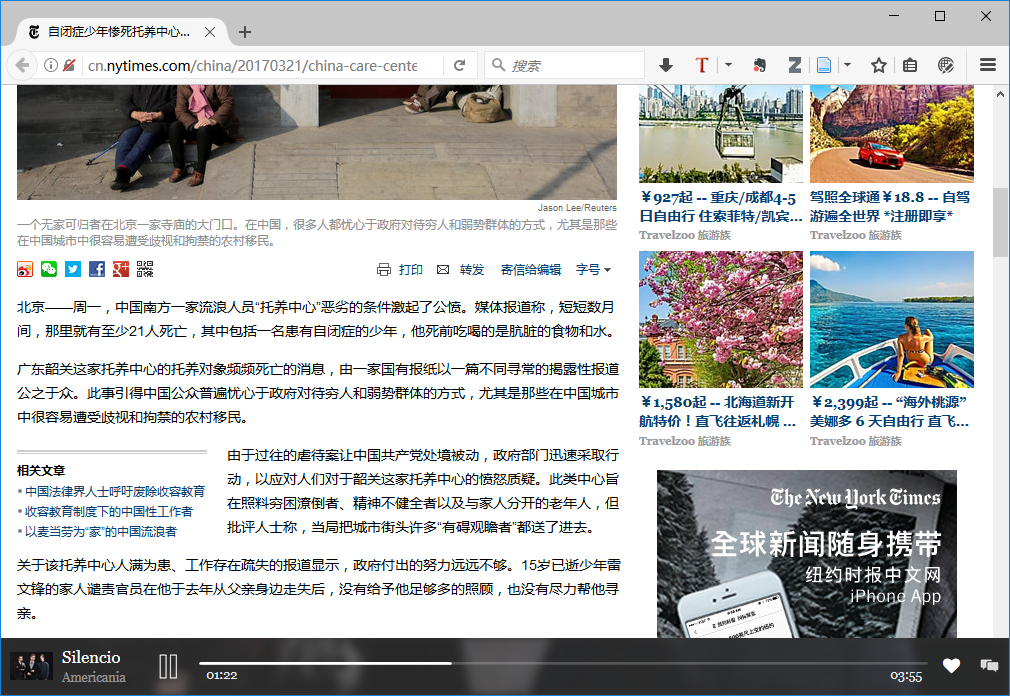 自闭症少年惨死托养中心...
cn.nytimes.com/china/20170321/china-care-cente
搜索
Jason Lee/Reuters
一个无家可归者在北京一家寺庙的大门口。在中国，很多人都忧心于政府对待穷人和弱势群体的方式，尤其是那些
在中国城市中很容易遭受歧视和拘禁的农村移民。
打印 转发 寄信给编辑 字号
北京——周一，中国南方一家流浪人员“托养中心”恶劣的条件激起了公愤。媒体报道称，短短数月
间，那里就有至少21人死亡，其中包括一名患有自闭症的少年，他死前吃喝的是肮脏的食物和水。
广东韶关这家托养中心的托养对象频频死亡的消息，由一家国有报纸以一篇不同寻常的揭露性报道
公之于众。此事引得中国公众普遍忧心于政府对待穷人和弱势群体的方式，尤其是那些在中国城市
中很容易遭受歧视和拘禁的农村移民。
相关文章
• 中国法律界人士呼吁废除收容教育
• 收容教育制度下的中国性工作者
• 以麦当劳为“家”的中国流浪者
由于过往的虐待案让中国共产党处境被动，政府部门迅速采取行
动，以应对人们对于韶关这家托养中心的愤怒质疑。此类中心旨
在照料穷困潦倒者、精神不健全者以及与家人分开的老年人，但
批评人士称，当局把城市街头许多“有碍观瞻者”都送了进去。
关于该托养中心人满为患、工作存在疏失的报道显示，政府付出的努力远远不够。15岁已逝少年雷
文锋的家人谴责官员在他于去年从父亲身边走失后，没有给予他足够多的照顾，也没有尽力帮他寻
亲。
￥927起 -- 重庆/成都4-5
日自由行 住索菲特/凯宾...
Travelzoo 旅游族
驾照全球通￥18.8 -- 自驾
游遍全世界 *注册即享*
Travelzoo 旅游族
￥1,580起 -- 北海道新开
航特价！直飞往返札幌 ...
Travelzoo 旅游族
￥2,399起 -- “海外桃源”
美娜多 6 天自由行 直飞...
Travelzoo 旅游族
The New York Times
全球新闻随身携带
纽约时报中文网
iPhone App
Silencio
Americania
01:22
03:55